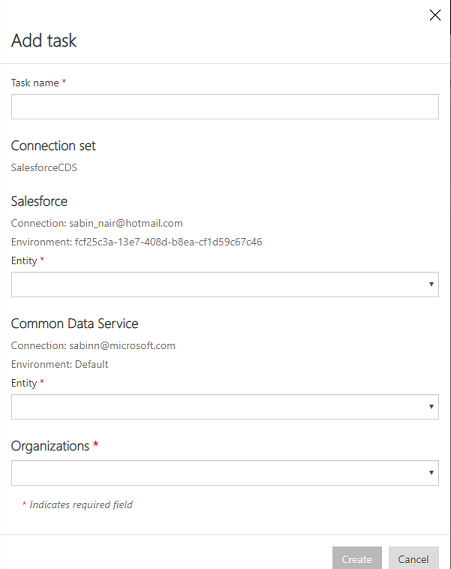 Add task
Task name *
Connection set
SalesforceCDS
Salesforce
Connection: sabin_nair@hotmail.com
Environment: fcf25c3a-13e7-408d-b8ea-cf1d59c67c46
Entity *
Common Data Service
Connection: sabinn@microsoft.com
Environment: Default
Entity *
Organizations *
* Indicates required field
Create Cancel